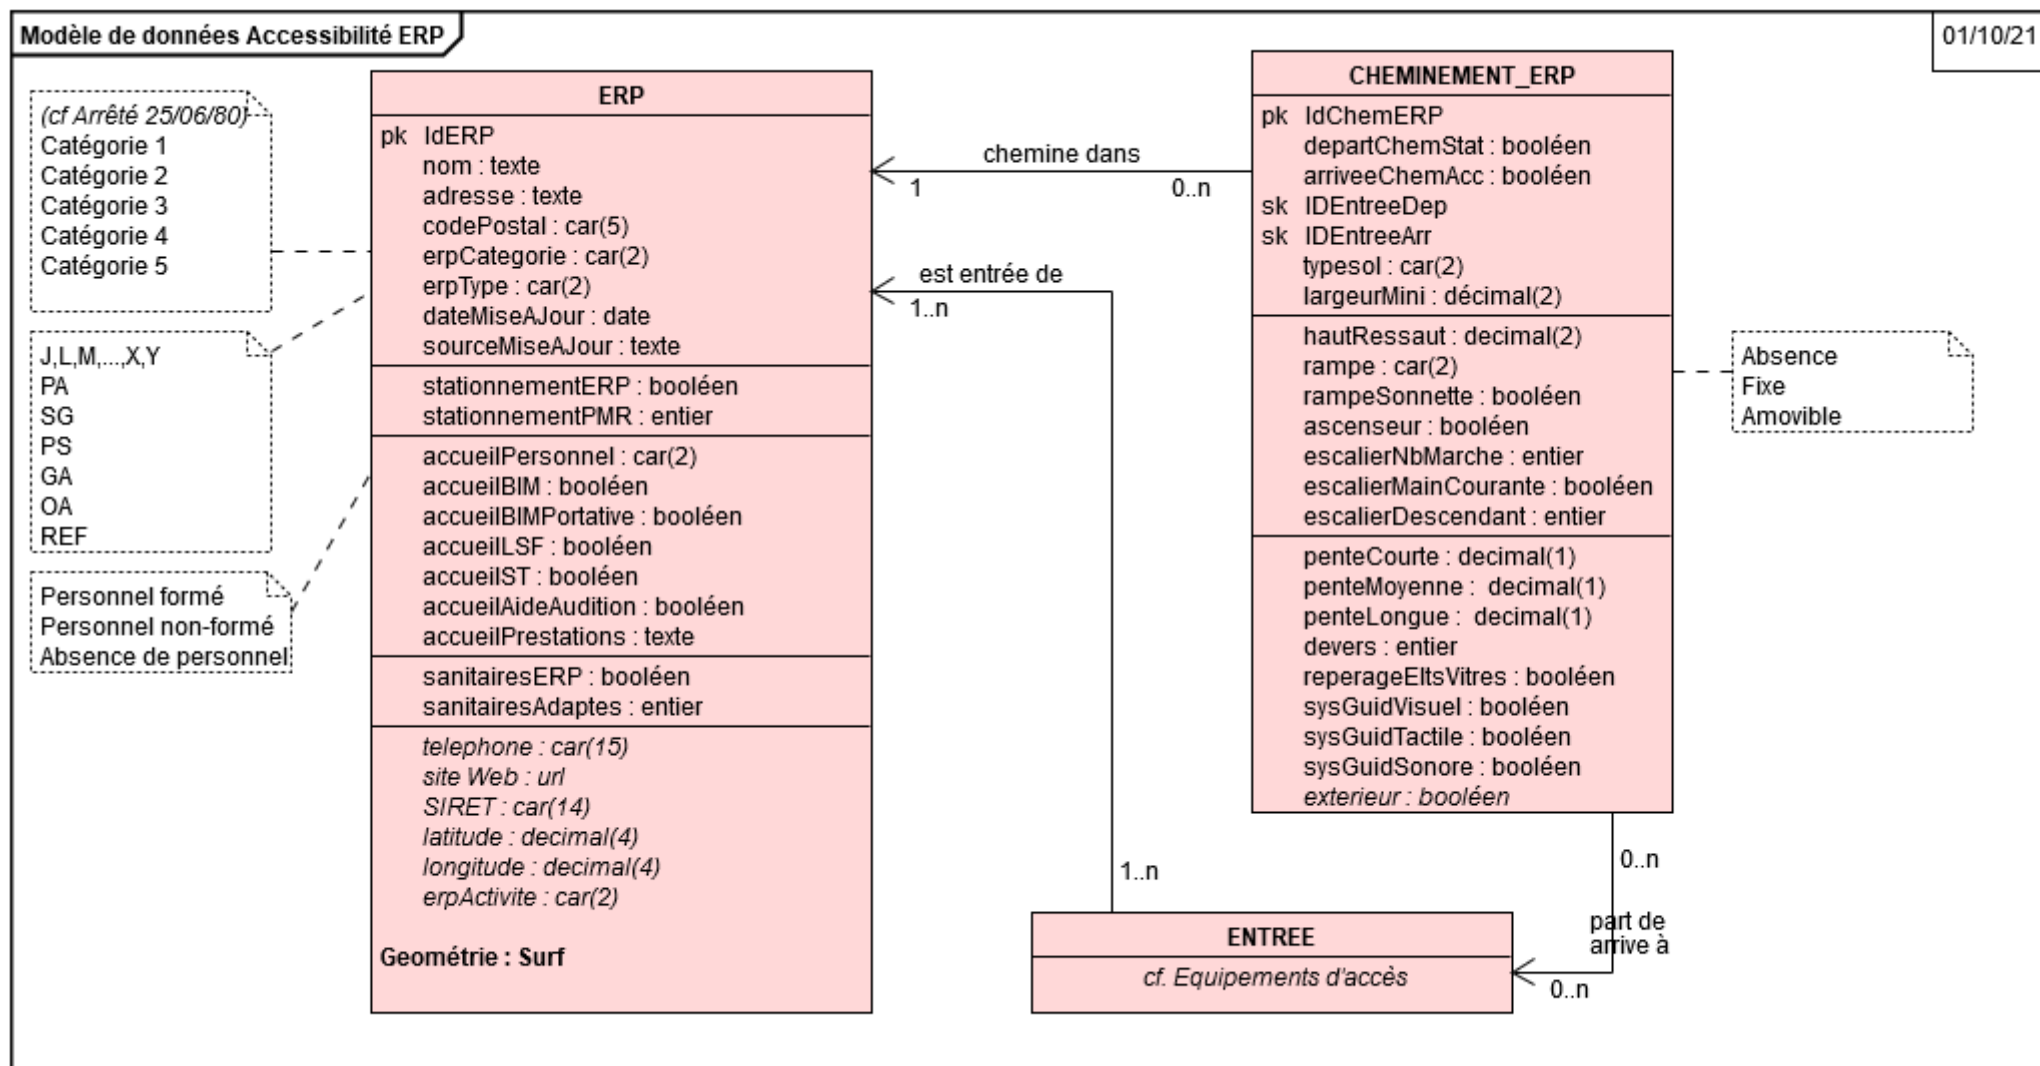 Modèle de données Accessibilité ERP
01/10/21
(cf Arrêté 25/06/80)
Catégorie 1
Catégorie 2
Catégorie 3
Catégorie 4
Catégorie 5
J,L,M,...,X,Y
PA
SG
PS
GA
OA
REF
Personnel formé
Personnel non-formé
Absence de personnel
ERP
pk IdERP
nom : texte
adresse : texte
codePostal : car(5)
erpCategorie : car(2)
erpType : car(2)
dateMiseAJour : date
sourceMiseAJour : texte
stationnementERP : booléen
stationnementPMR : entier
accueilPersonnel : car(2)
accueilBIM : booléen
accueilBIMPortative : booléen
accueilLSF : booléen
accueilST : booléen
accueilAideAudition : booléen
accueilPrestations : texte
sanitairesERP : booléen
sanitairesAdaptes : entier
telephone : car(15)
site Web : url
SIRET : car(14)
latitude : decimal(4)
longitude : decimal(4)
erpActivite : car(2)
Geométrie : Surf
chemine dans
1
0..n
est entrée de
1..n
1..n
CHEMINEMENT_ERP
pk IdChemERP
departChemStat : booléen
arriveeChemAcc : booléen
sk IDEntreeDep
sk IDEntreeArr
typesol : car(2)
largeurMini : décimal(2)
hautRessaut : decimal(2)
rampe : car(2)
rampeSonnette : booléen
ascenseur : booléen
escalierNbMarche : entier
escalierMainCourante : booléen
escalierDescendant : entier
penteCourte : decimal(1)
penteMoyenne : decimal(1)
penteLongue : decimal(1)
devers : entier
reperageEltsVitres : booléen
sysGuidVisuel : booléen
sysGuidTactile : booléen
sysGuidSonore : booléen
exterieur : booléen
Absence
Fixe
Amovible
0..n
part de
arrive à
0..n
ENTREE
cf. Equipements d'accès